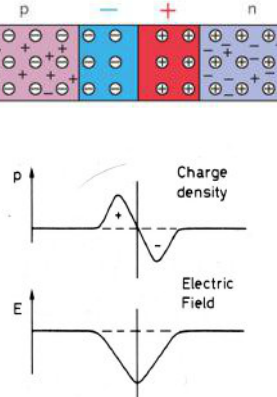 p − + n
ρ
Charge
density
+
-
Electric
Field
E